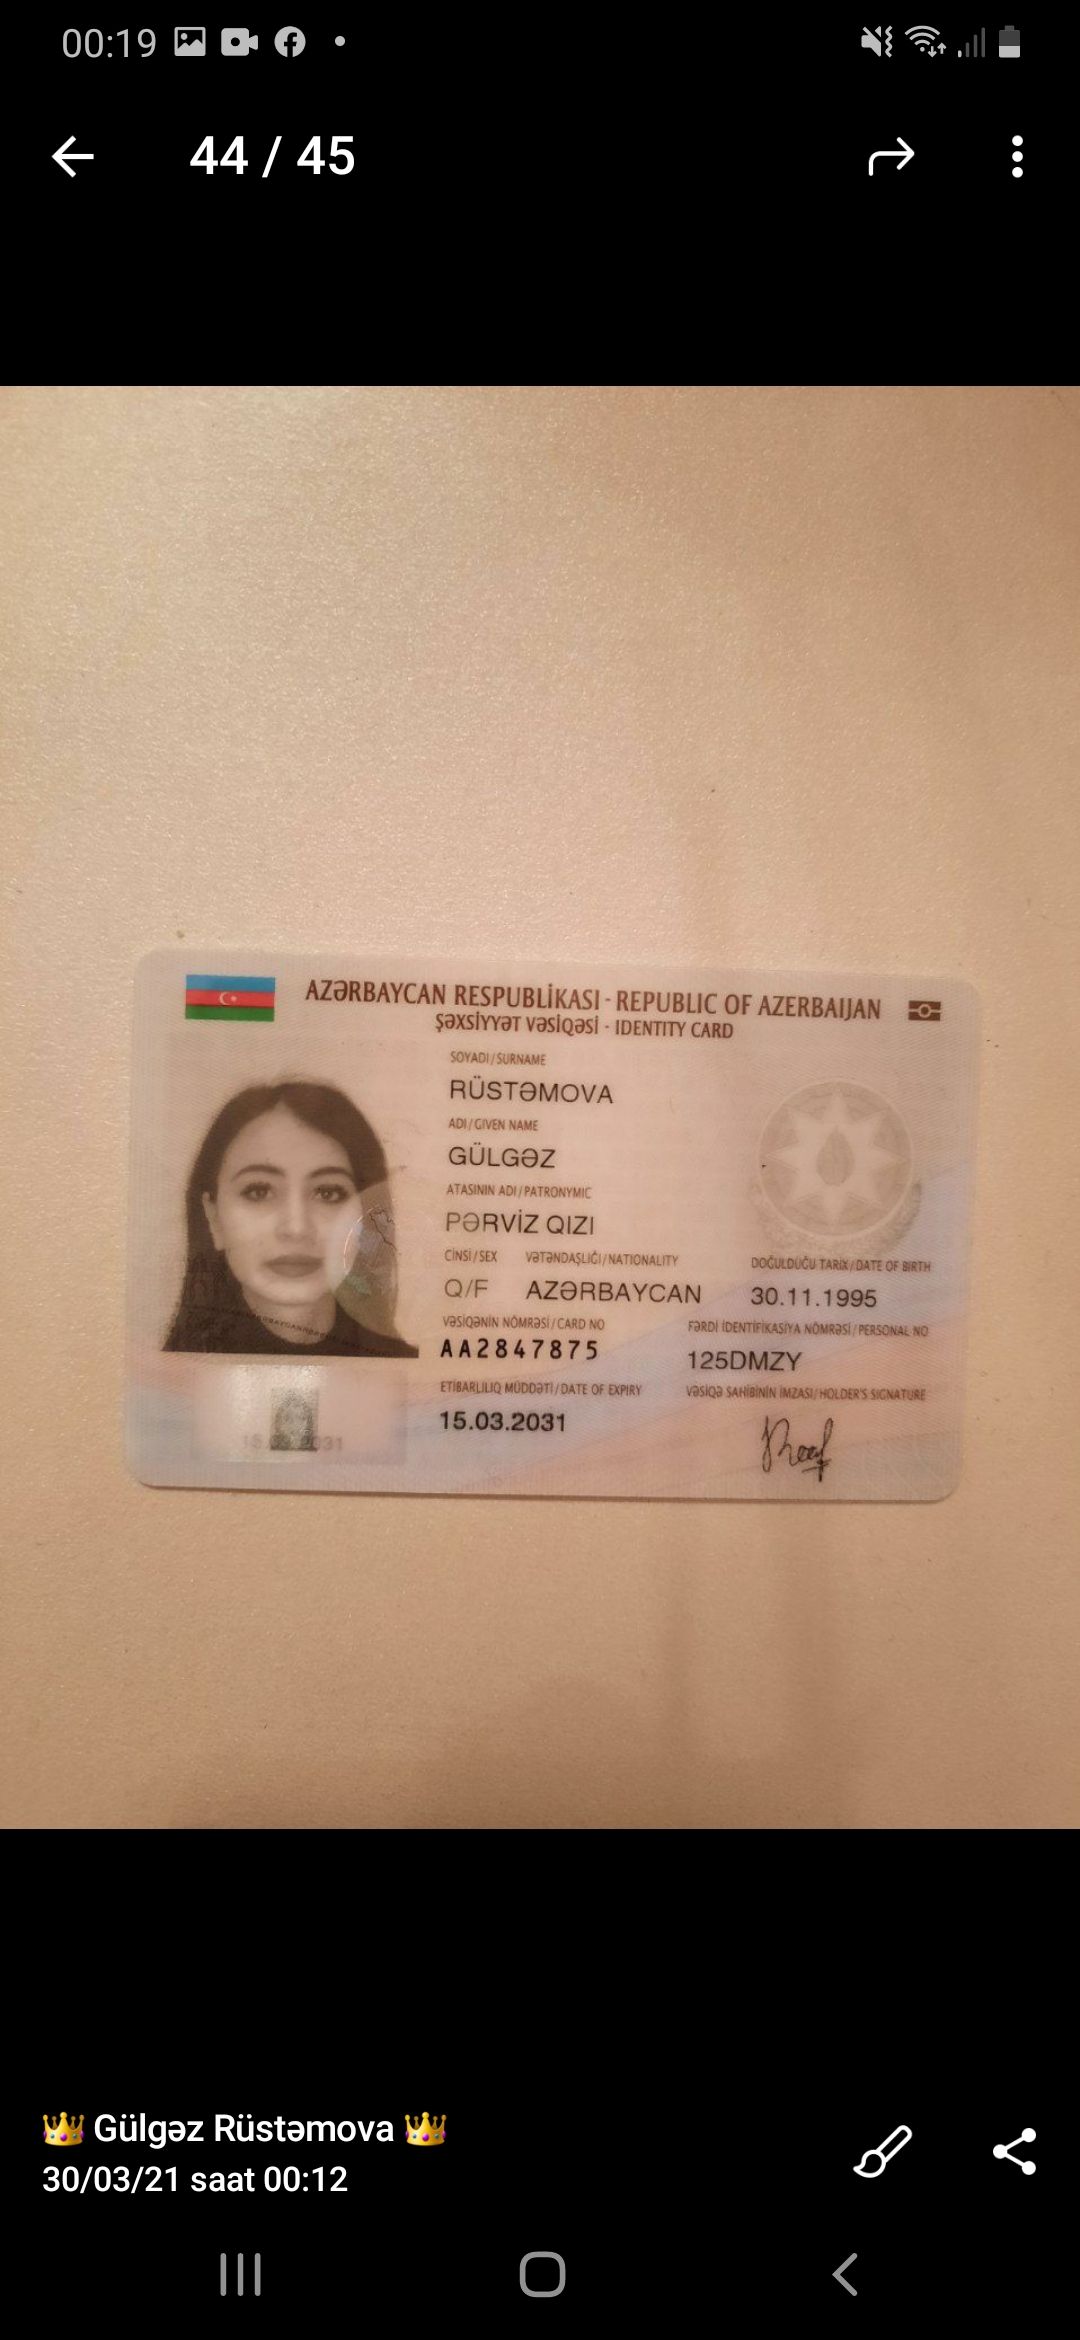 00:19
44 / 45
AZƏRBAYCAN RESPUBLİKASI - REPUBLIC OF AZERBAIJAN
ŞƏXSİYYƏT VƏSİQƏSİ - IDENTITY CARD
SOYADI/SURNAME
RÜSTƏMOVA
ADI/GIVEN NAME
GÜLGƏZ
ATASININ ADI/PATRONYMIC
PƏRVİZ QIZI
CİNSİ/SEX VƏTƏNDAŞLIĞI/NATIONALITY DOĞULDUĞU TARİX/DATE OF BIRTH
Q/F AZƏRBAYCAN 30.11.1995
VƏSİQƏNİN NÖMRƏSİ/CARD NO FƏRDİ İDENTİFİKASİYA NÖMRƏSİ/PERSONAL NO
AA2847875 125DMZY
ETİBARLILIQ MÜDDƏTİ/DATE OF EXPIRY VƏSİQƏ SAHİBİNİN İMZASI/HOLDER'S SIGNATURE
15.03.2031
👑 Gülgəz Rüstəmova 👑
30/03/21 saat 00:12